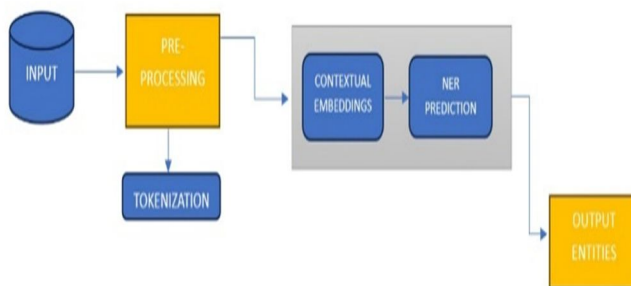 INPUT
PRE-
PROCESSING
TOKENIZATION
CONTEXTUAL
EMBEDDINGS
NER
PREDICTION
OUTPUT
ENTITIES